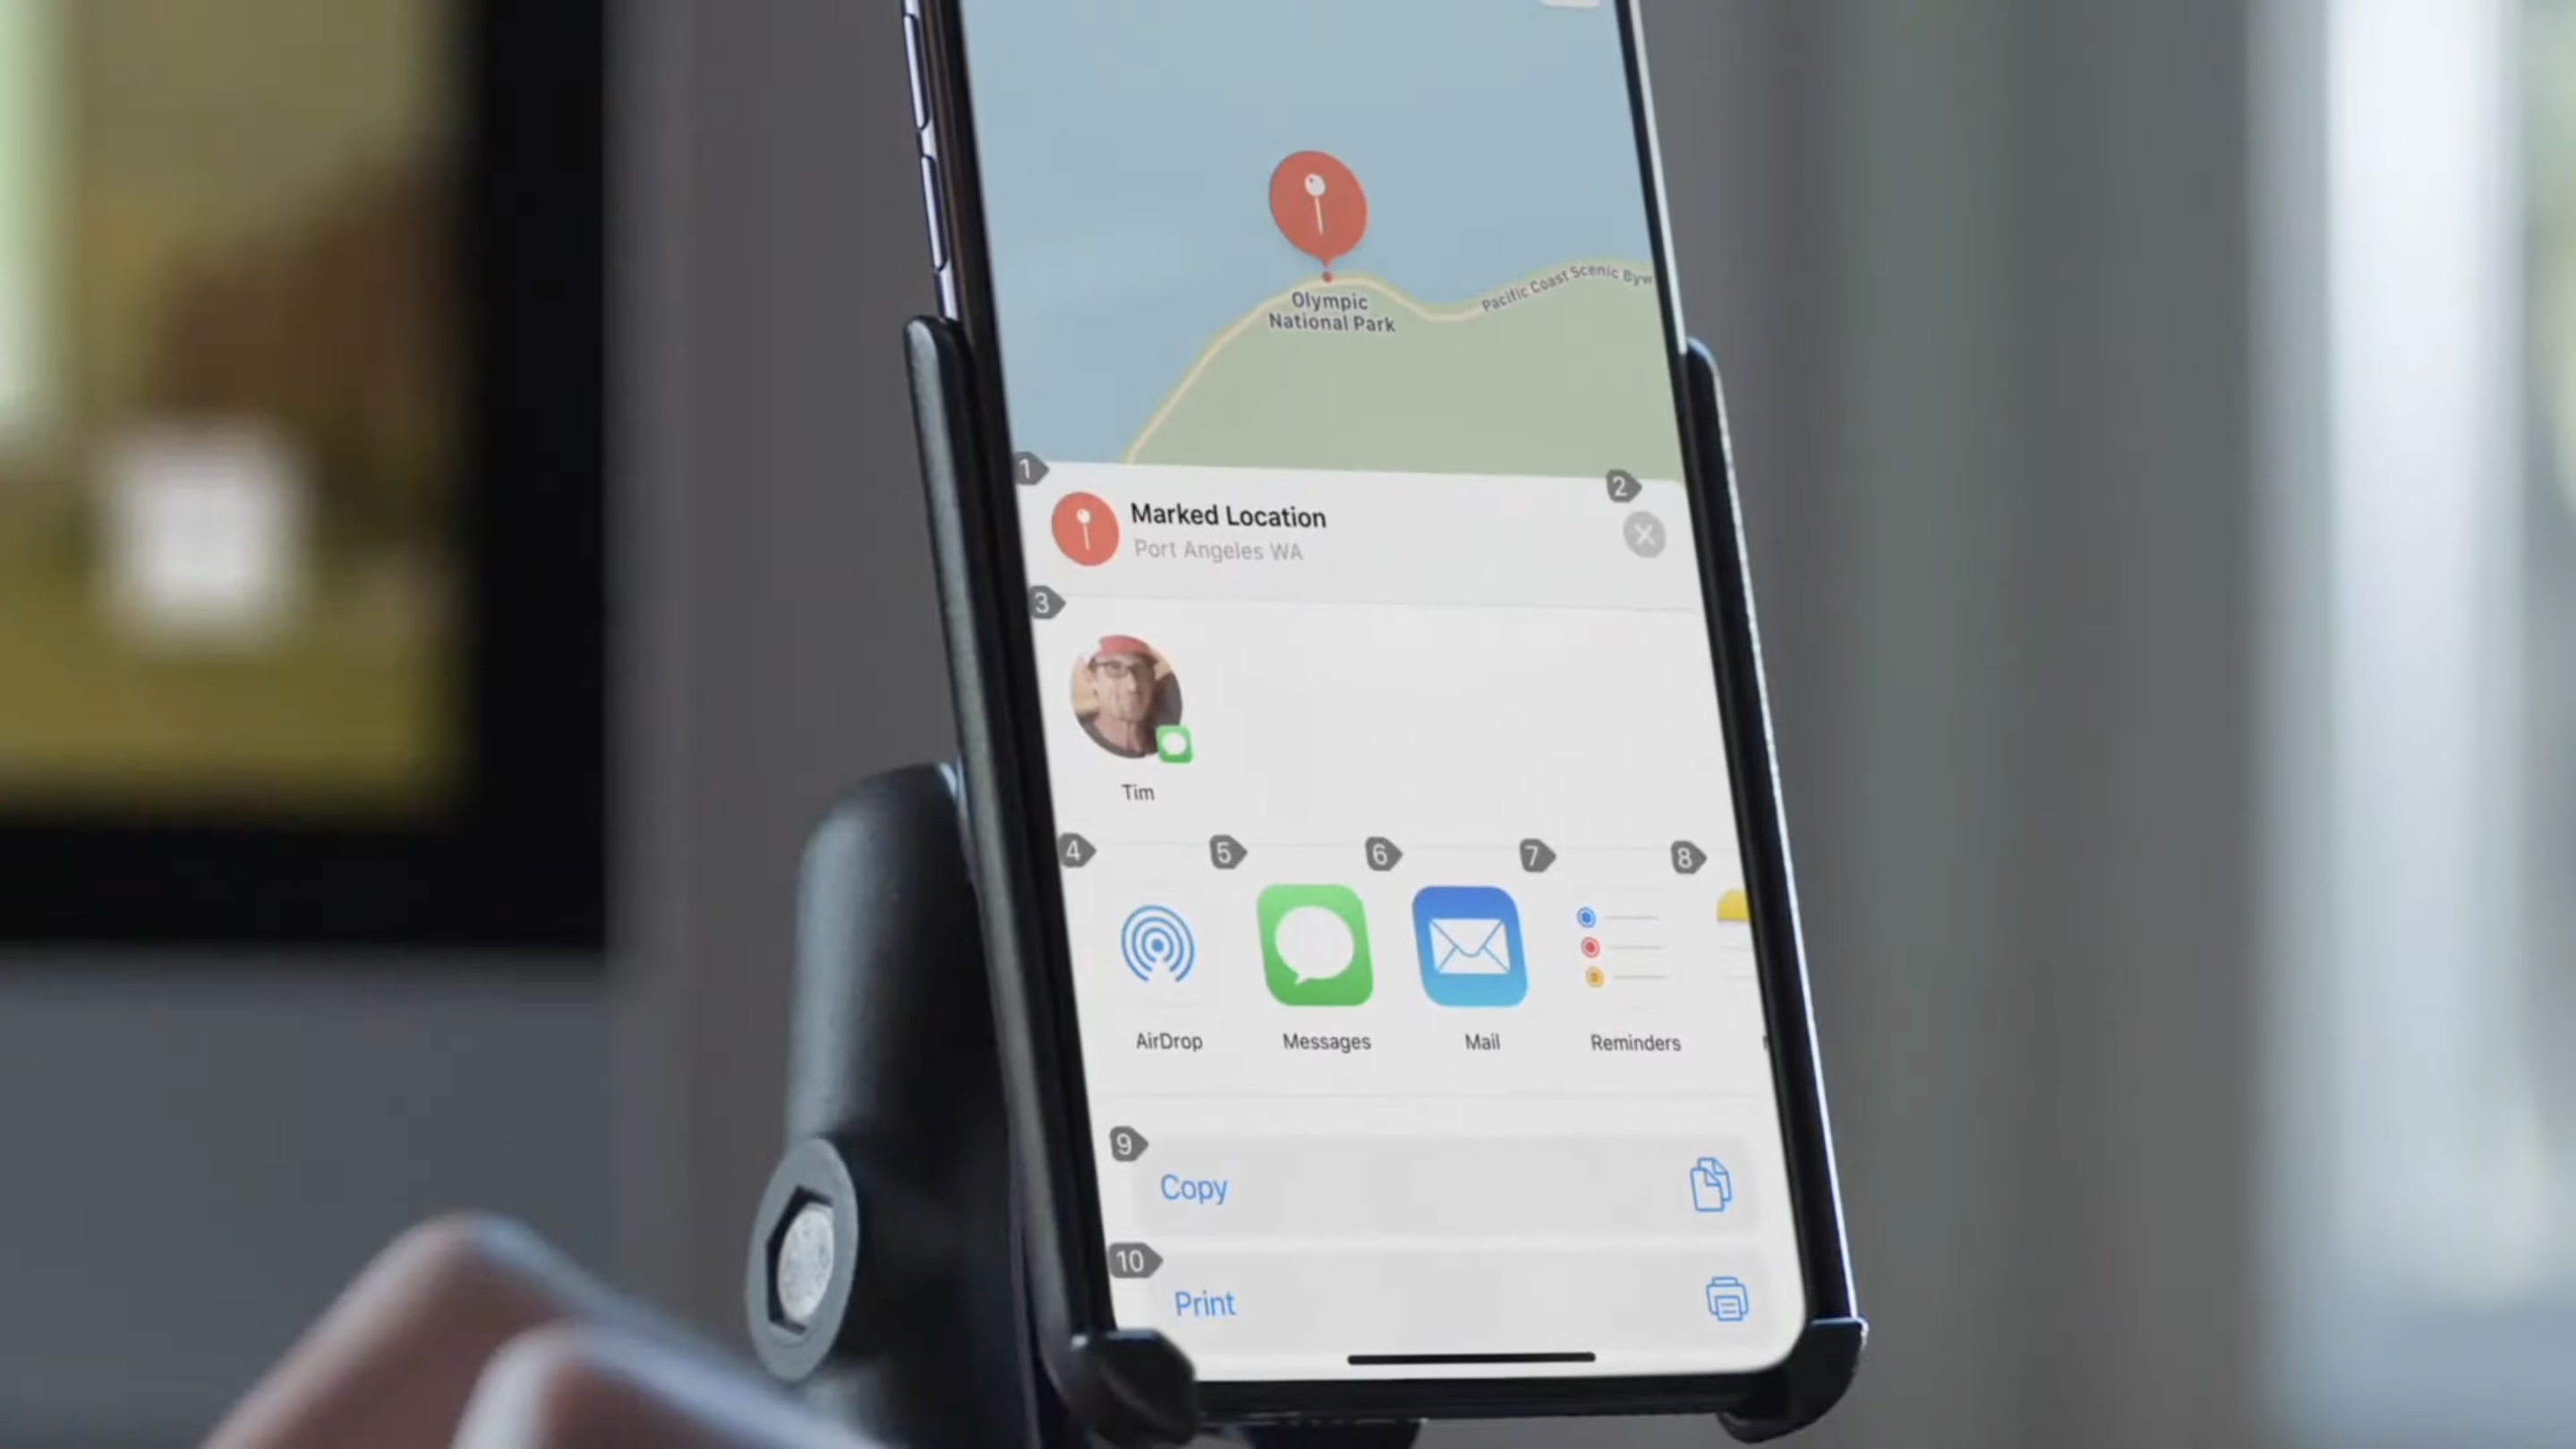 Olympic
National Park
Pacific Coast Scenic Byw
1
2
Marked Location
Port Angeles WA
3
Tim
4 5 6 7 8
AirDrop Messages Mail Reminders
9
Copy
10
Print